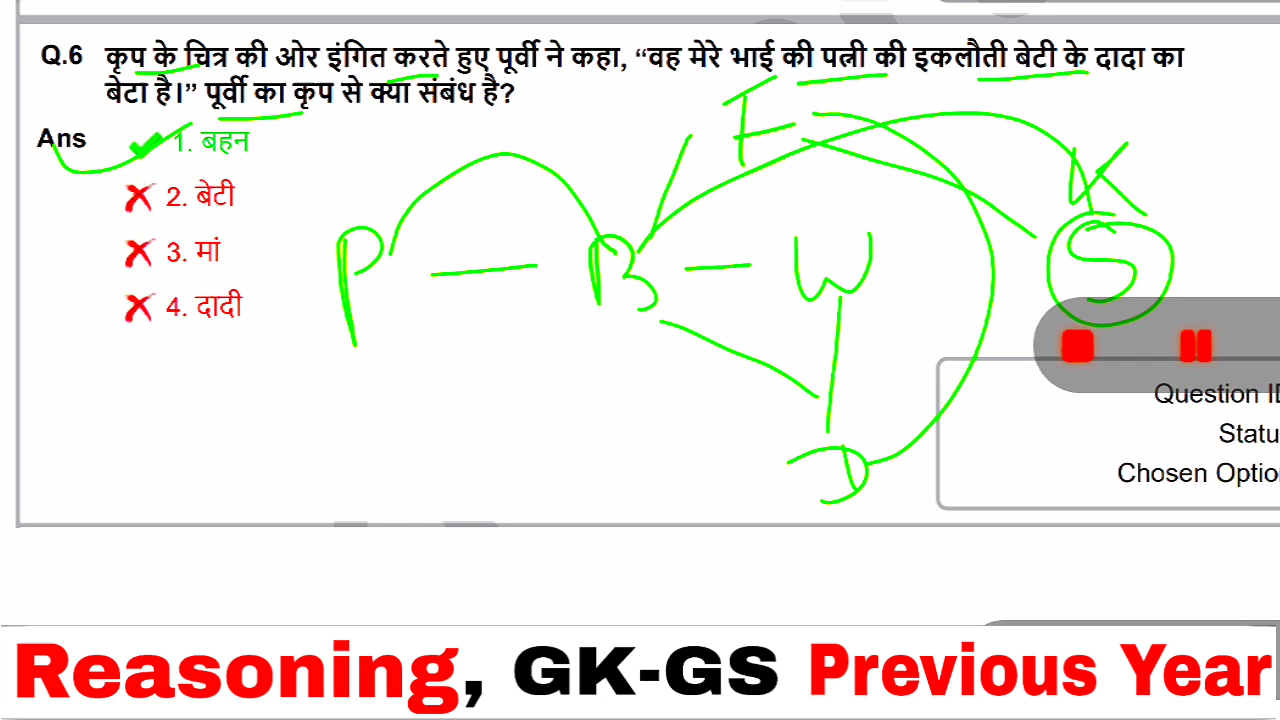 Q.6 कृप के चित्र की ओर इंगित करते हुए पूर्वी ने कहा, “वह मेरे भाई की पत्नी की इकलौती बेटी के दादा का
बेटा है।” पूर्वी का कृप से क्या संबंध है?
Ans 1. बहन
2. बेटी
3. मां
4. दादी
F
K
P B W S
D
Question I
Statu
Chosen Optio
Reasoning, GK-GS Previous Year